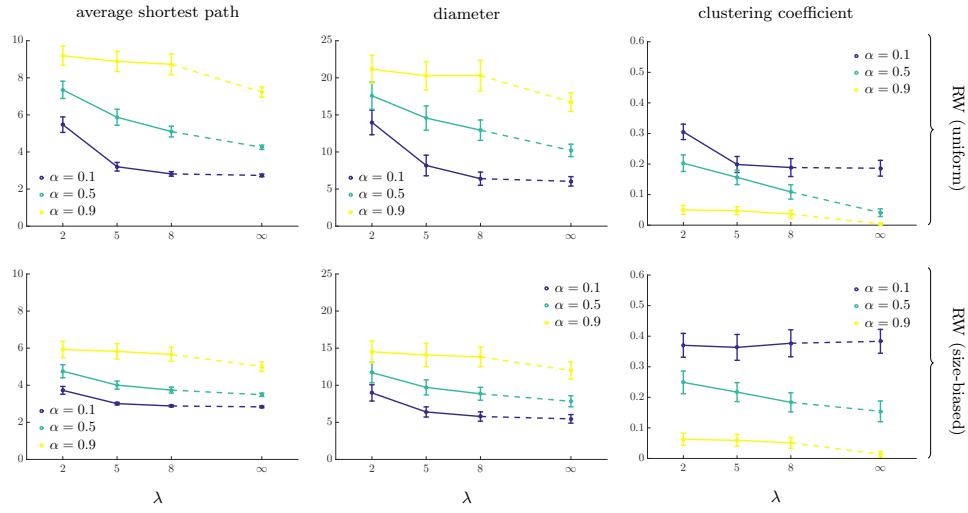 average shortest path
diameter
clustering coefficient
10
8
6
4
2
0
α = 0.1
α = 0.5
α = 0.9
2
5
8
∞
25
20
15
10
5
0
α = 0.1
α = 0.5
α = 0.9
2
5
8
∞
0.6
0.5
0.4
0.3
0.2
0.1
0
α = 0.1
α = 0.5
α = 0.9
2
5
8
∞
RW (uniform)
10
8
6
4
2
0
α = 0.1
α = 0.5
α = 0.9
2
5
8
∞
λ
25
20
15
10
5
0
α = 0.1
α = 0.5
α = 0.9
2
5
8
∞
λ
0.6
0.5
0.4
0.3
0.2
0.1
0
α = 0.1
α = 0.5
α = 0.9
2
5
8
∞
λ
RW
(size-biased)